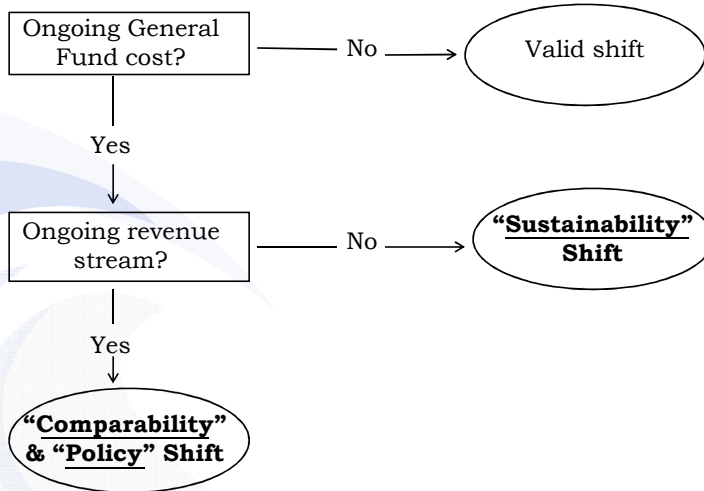 Ongoing General
Fund cost?
No
Valid shift
Yes
Ongoing revenue
stream?
No
“Sustainability”
Shift
Yes
“Comparability”
& “Policy” Shift